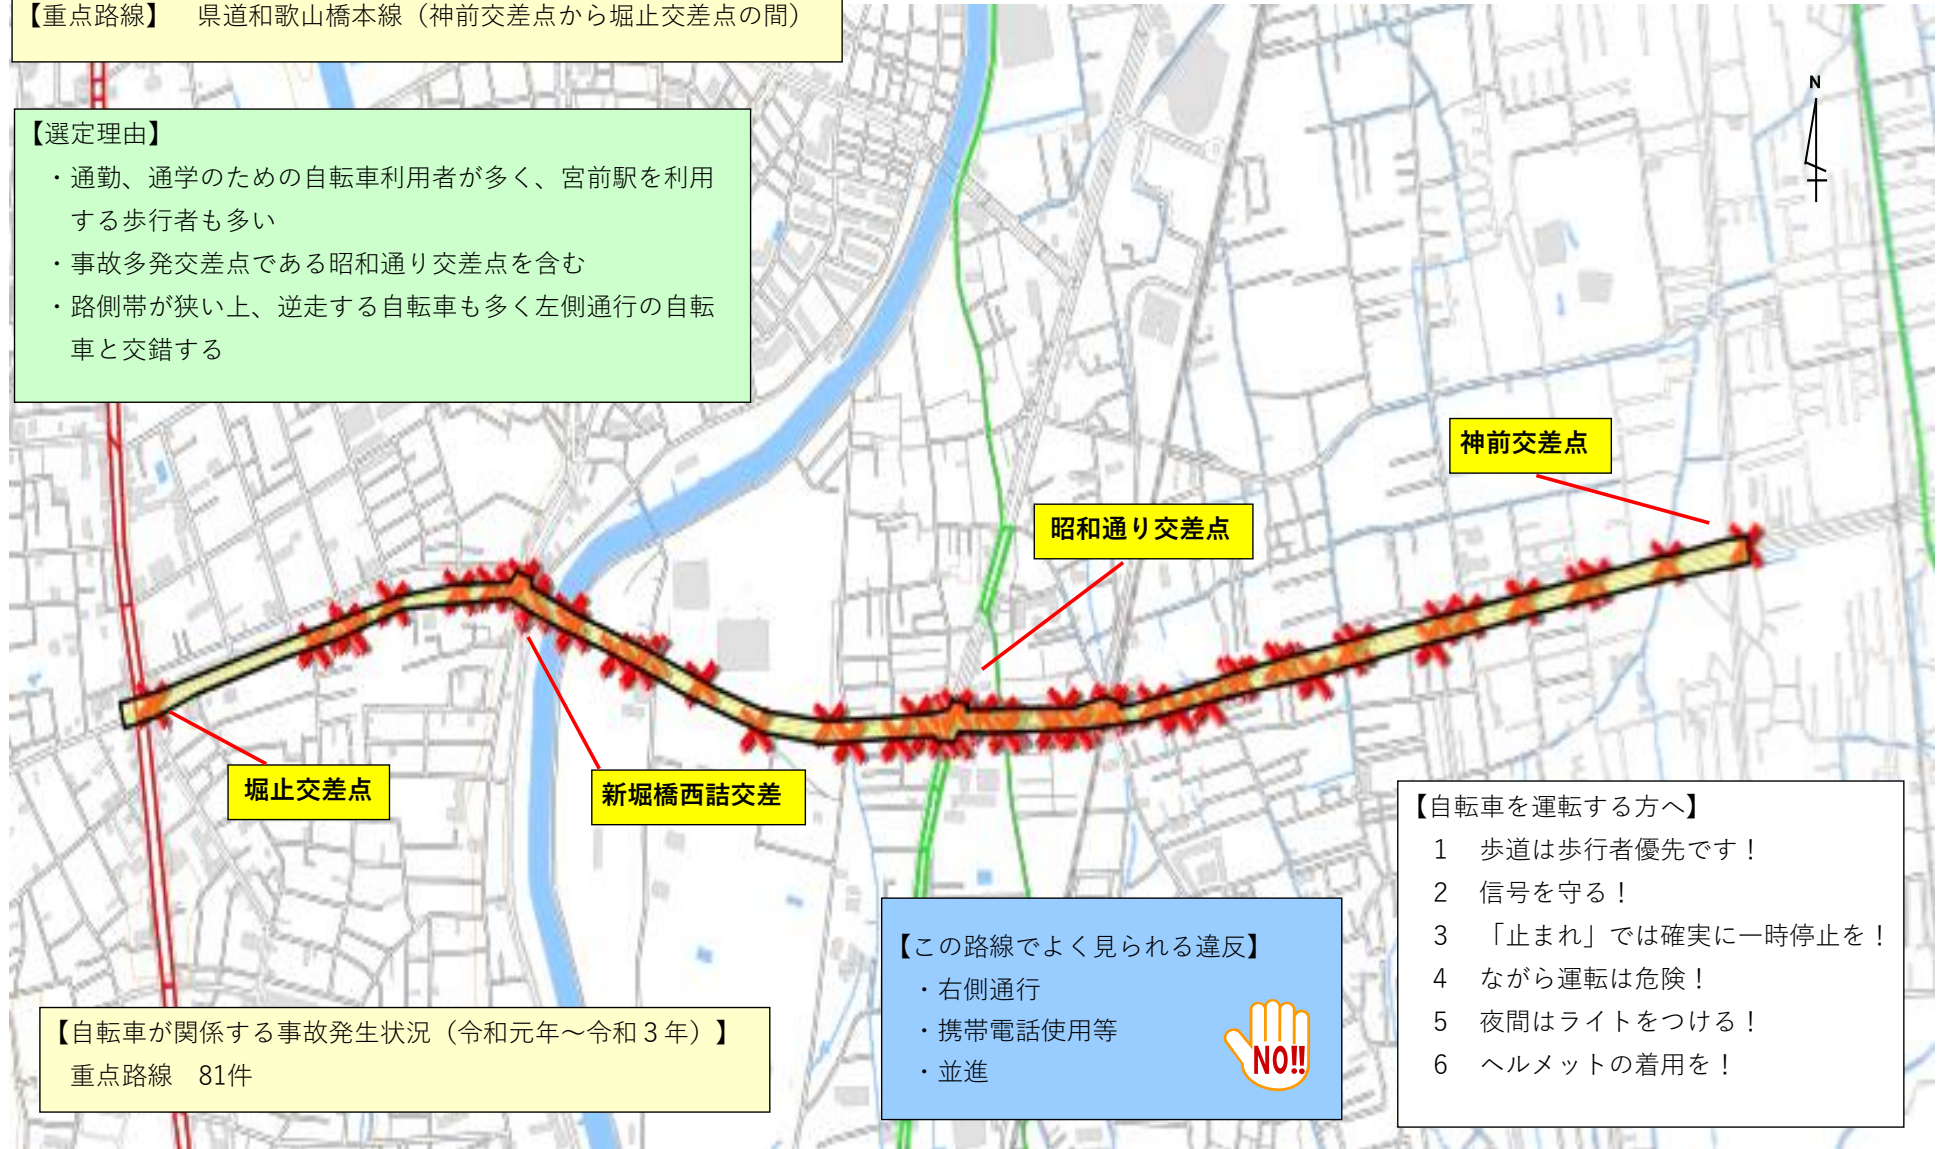 【重点路線】　県道和歌山橋本線（神前交差点から堀止交差点の間）
【選定理由】
・通勤、通学のための自転車利用者が多く、宮前駅を利用
する歩行者も多い
・事故多発交差点である昭和通り交差点を含む
・路側帯が狭い上、逆走する自転車も多く左側通行の自転
車と交錯する
N
神前交差点
昭和通り交差点
堀止交差点
新堀橋西詰交差
【自転車を運転する方へ】
1　歩道は歩行者優先です！
2　信号を守る！
3　「止まれ」では確実に一時停止を！
4　ながら運転は危険！
5　夜間はライトをつける！
6　ヘルメットの着用を！
【この路線でよく見られる違反】
・右側通行
・携帯電話使用等
・並進
NO!!
【自転車が関係する事故発生状況（令和元年～令和３年）】
重点路線　81件